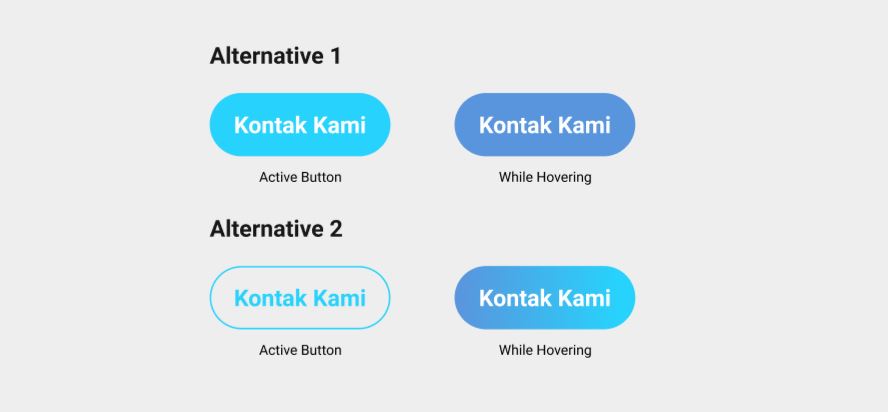 Alternative 1
Kontak Kami
Kontak Kami
Active Button
While Hovering
Alternative 2
Kontak Kami
Kontak Kami
Active Button
While Hovering